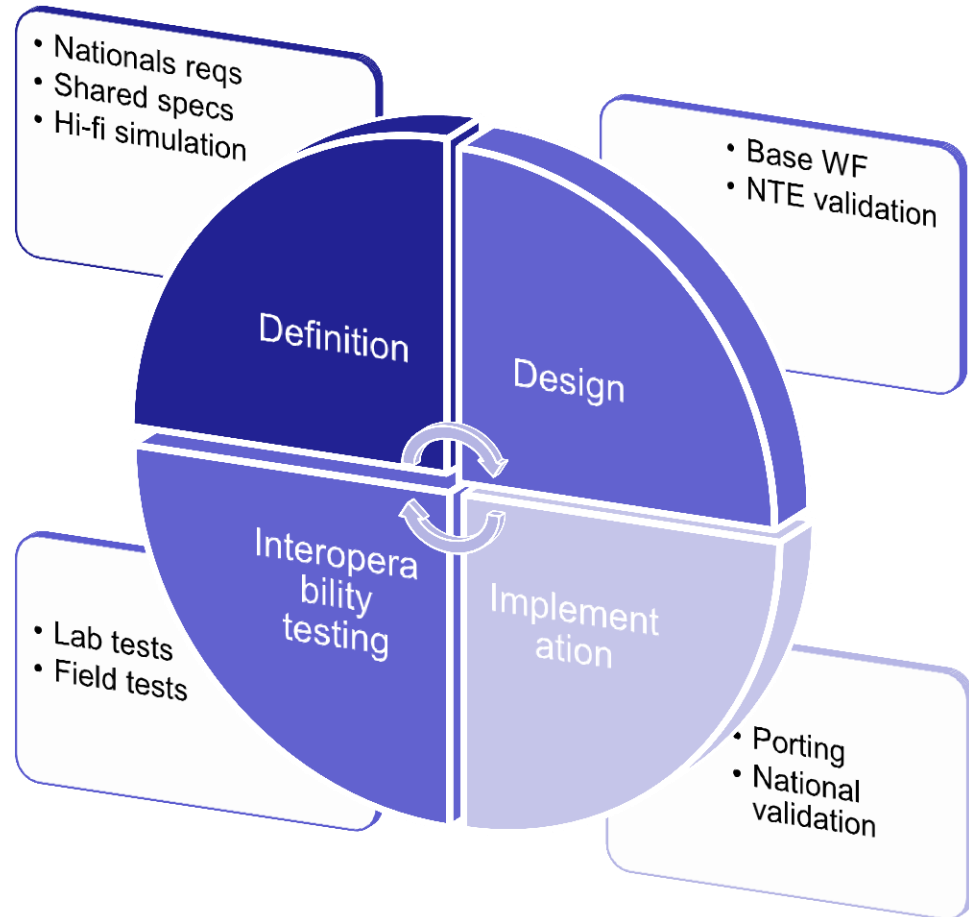 • Nationals reqs
• Shared specs
• Hi-fi simulation
• Base WF
• NTE validation
Definition
Design
Interopera
bility
testing
Implement
ation
• Lab tests
• Field tests
• Porting
• National
validation